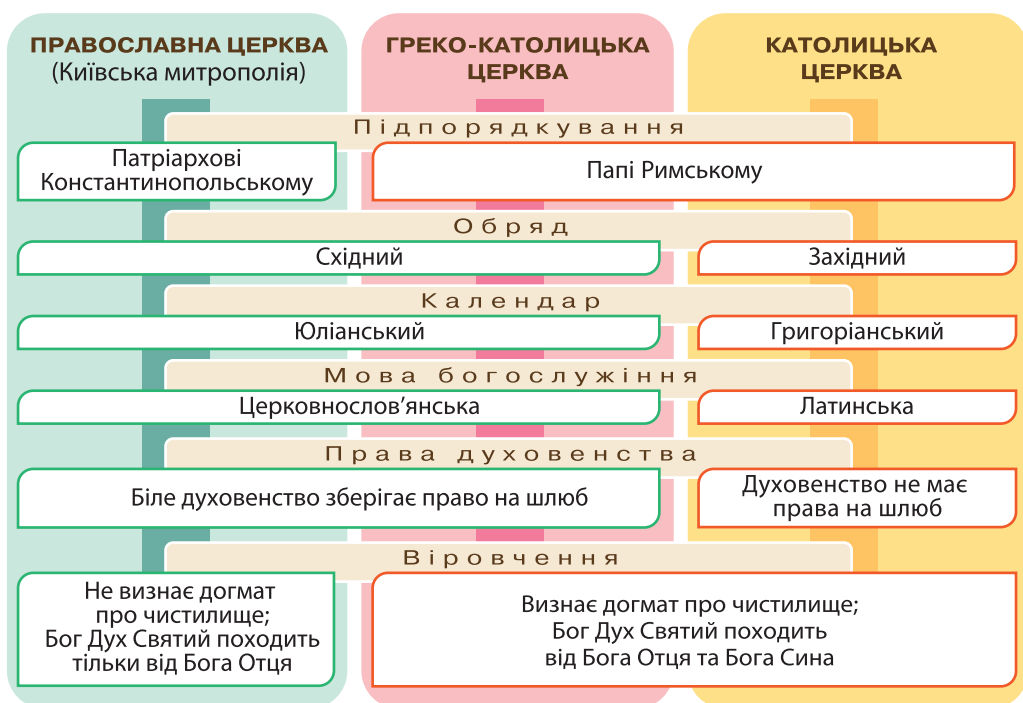 ПРАВОСЛАВНА ЦЕРКВА
(Київська митрополія)
ГРЕКО-КАТОЛИЦЬКА
ЦЕРКВА
КАТОЛИЦЬКА
ЦЕРКВА
Підпорядкування
Патріархові
Константинопольському
Папі Римському
Обряд
Східний
Західний
Календар
Юліанський
Григоріанський
Мова богослужіння
Церковнослов’янська
Латинська
Права духовенства
Біле духовенство зберігає право на шлюб
Духовенство не має
права на шлюб
Віровчення
Не визнає догмат
про чистилище;
Бог Дух Святий походить
тільки від Бога Отця
Визнає догмат про чистилище;
Бог Дух Святий походить
від Бога Отця та Бога Сина